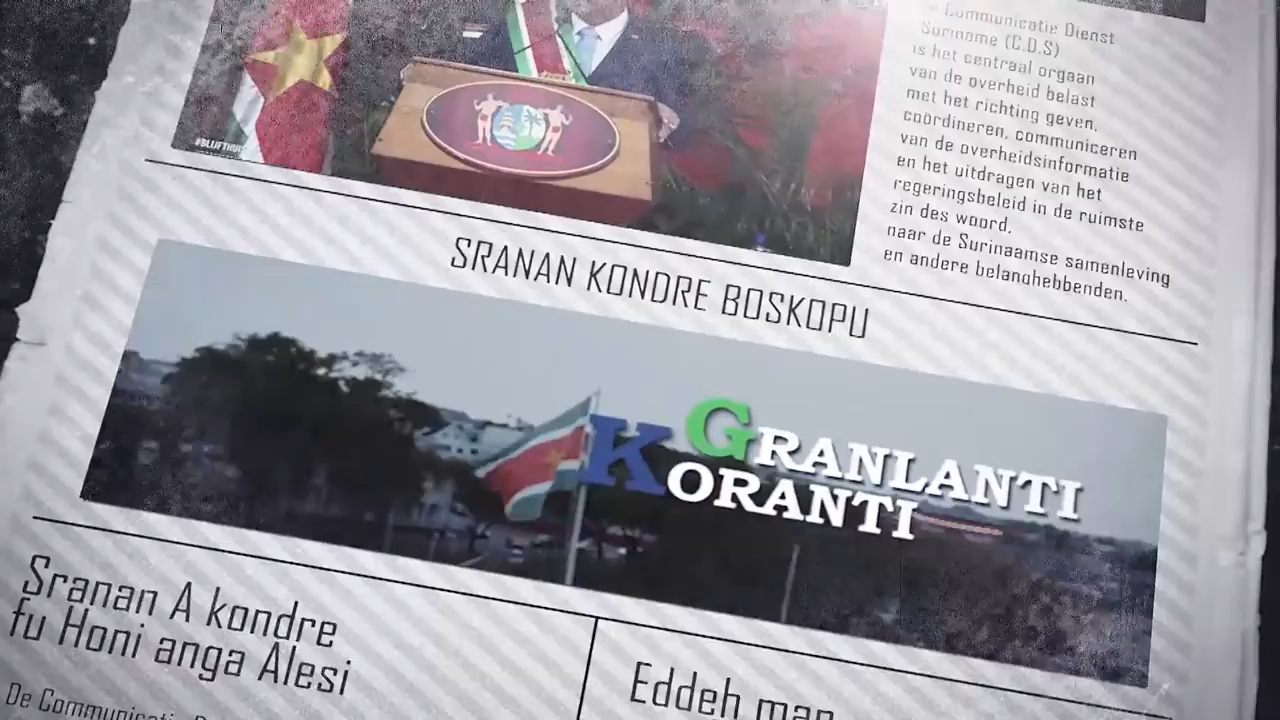 Communicatie Dienst
Suriname (C.D.S)
is het centraal orgaan
van de overheid belast
met het richting geven,
coördineren, communiceren
van de overheidsinformatie
en het uitdragen van het
regeringsbeleid in de ruimste
zin des woord,
naar de Surinaamse samenleving
en andere belanghebbenden.
SRANAN KONDRE BOSKOPU
GRANLANTI
KORANTI
Sranan A kondre
fu Honi anga Alesi
De
Eddeh man